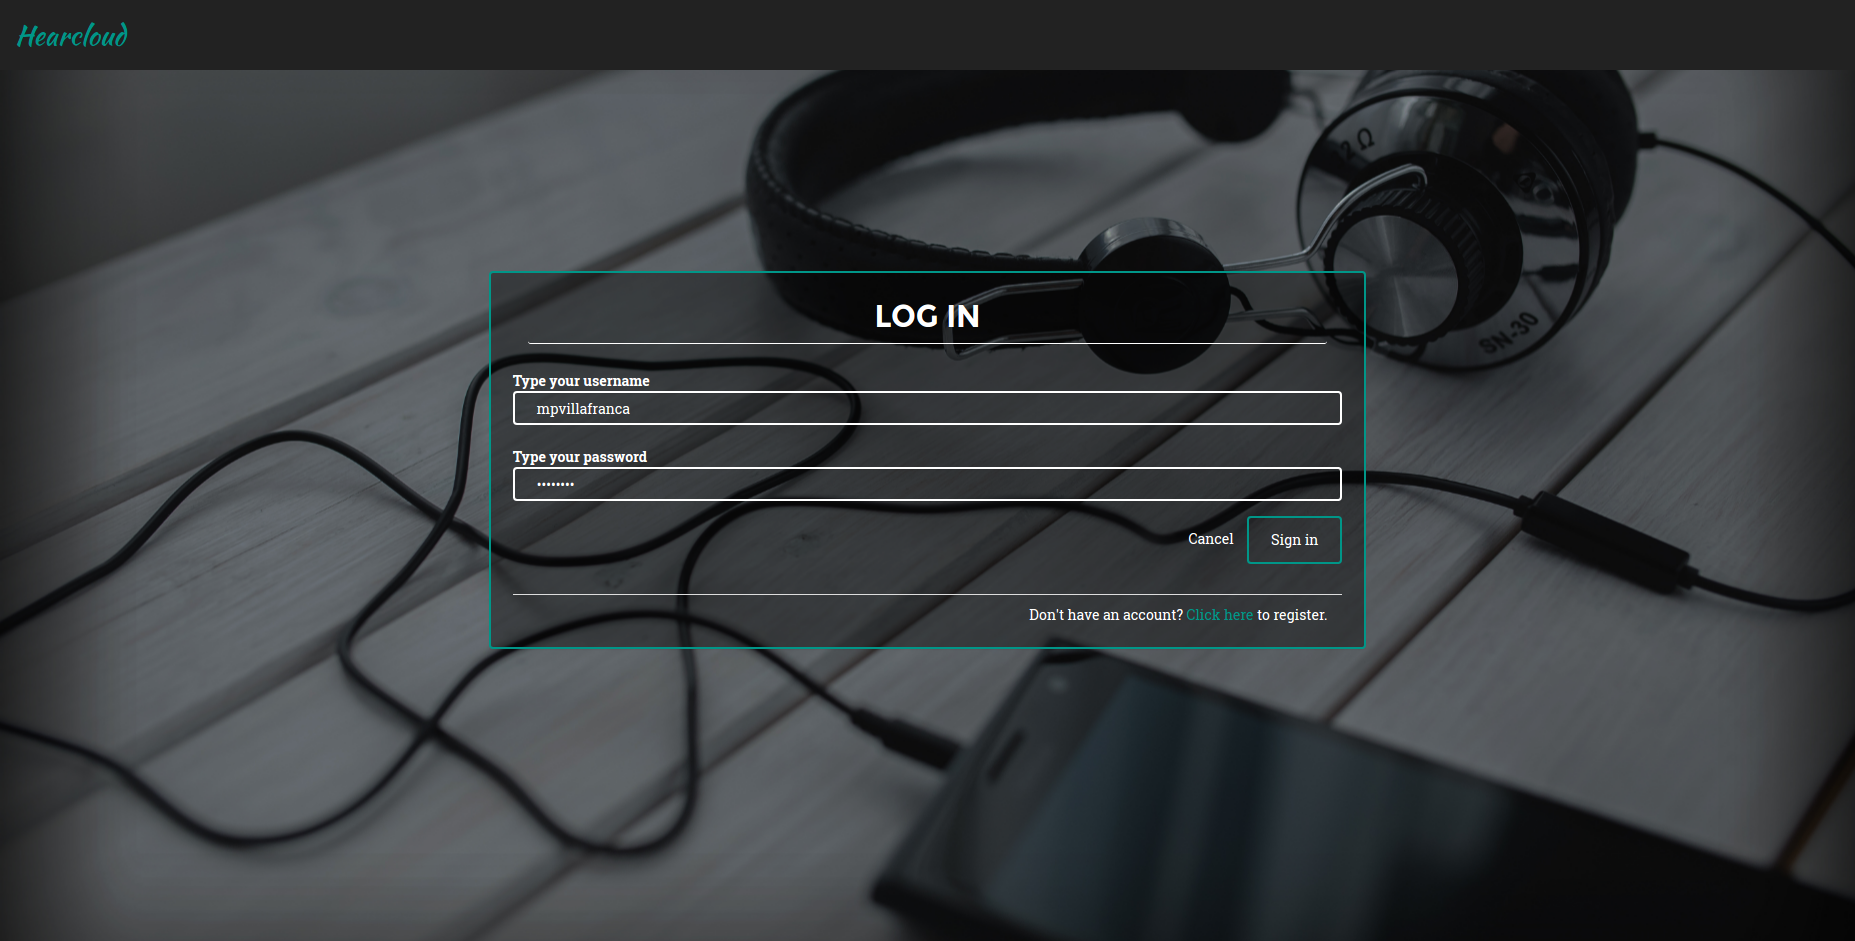 Hearcloud
2 Ω
SN-30
LOG IN
Type your username
mpvillafranca
Type your password
••••••••
Cancel
Sign in
Don't have an account? Click here to register.